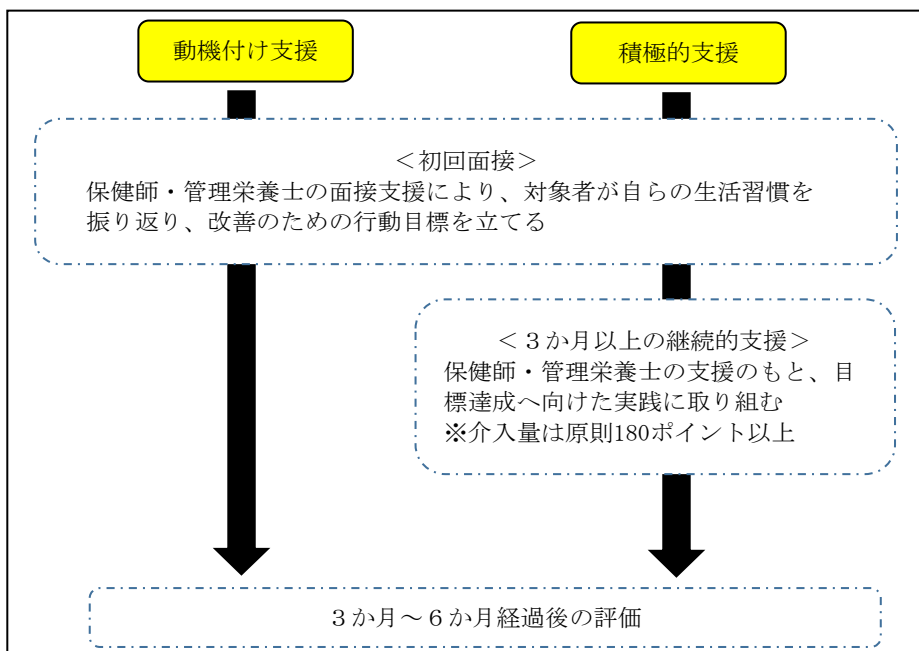 動機付け支援
積極的支援
＜初回面接＞
保健師・管理栄養士の面接支援により、対象者が自らの生活習慣を
振り返り、改善のための行動目標を立てる
＜３か月以上の継続的支援＞
保健師・管理栄養士の支援のもと、目
標達成へ向けた実践に取り組む
※介入量は原則180ポイント以上
３か月～６か月経過後の評価